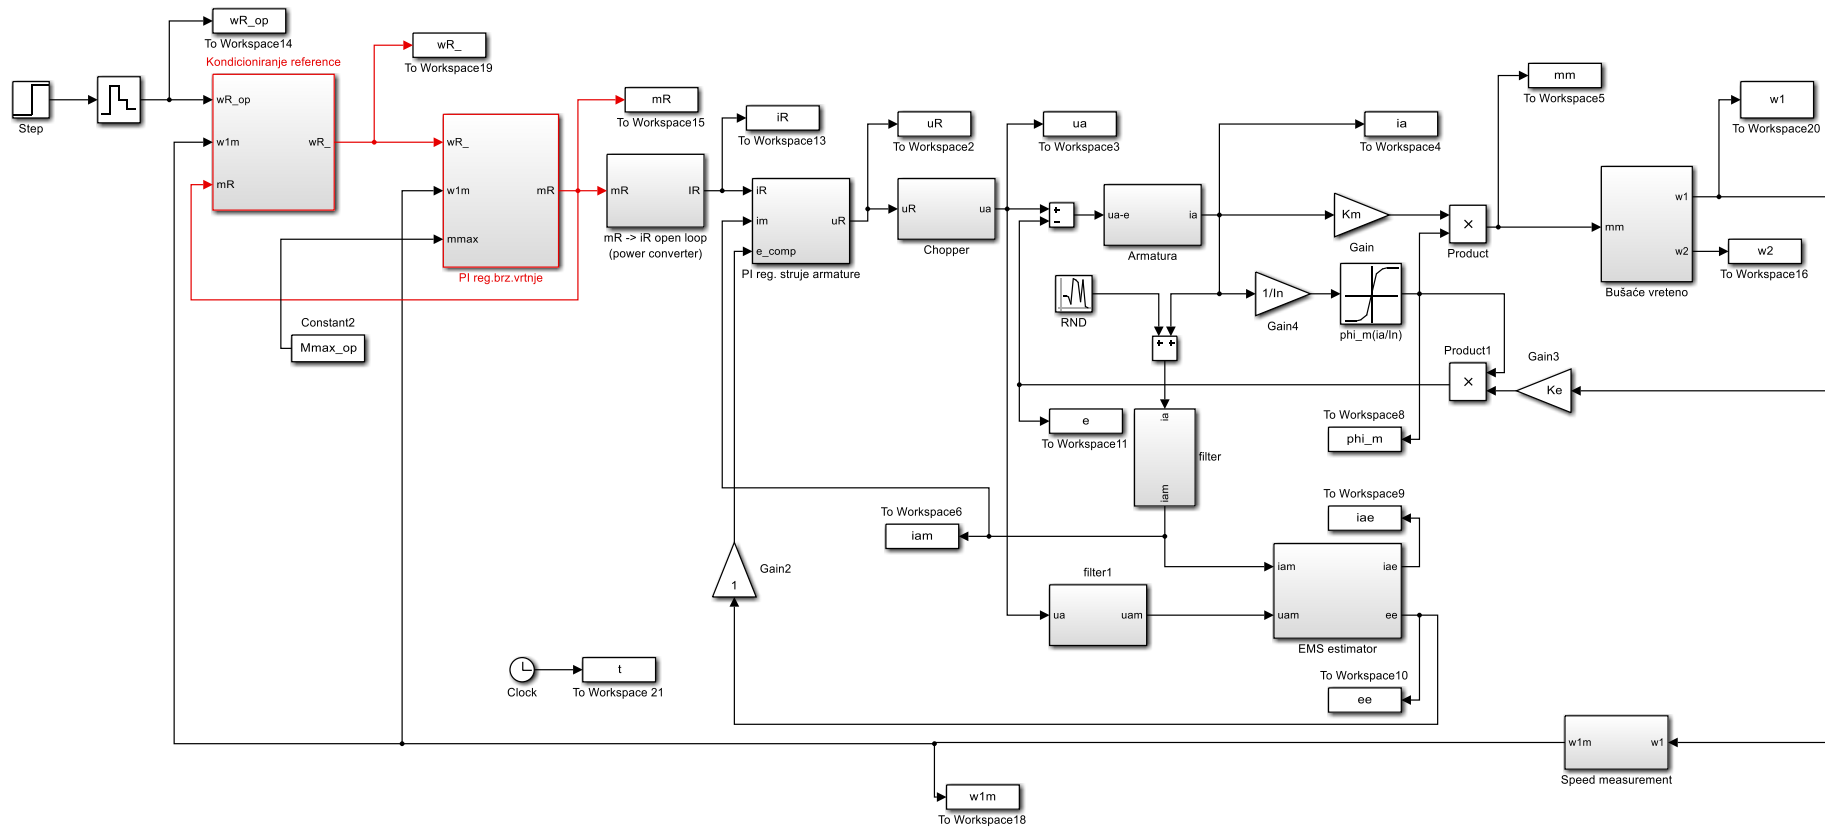 wR_op
To Workspace14
Kondicioniranje reference
wR_op
w1m
mR
wR_
Step
wR_
To Workspace19
wR_
w1m
mmax
mR
PI reg.brz.vrtnje
mR
To Workspace15
mR
IR
mR -> iR open loop
(power converter)
iR
To Workspace13
iR
im
e_comp
uR
PI reg. struje armature
uR
To Workspace2
uR
ua
Chopper
ua
To Workspace3
+
−
ua-e
ia
Armatura
ia
To Workspace4
Km
Gain
×
Product
mm
To Workspace5
mm
w1
w2
Bušaće vreteno
w1
To Workspace20
w2
To Workspace16
RND
+ +
1/In
Gain4
phi_m(ia/In)
Constant2
Mmax_op
Product1
×
Gain3
Ke
e
To Workspace11
ia
iam
filter
To Workspace8
phi_m
To Workspace9
iae
To Workspace6
iam
1
Gain2
filter1
ua
uam
iam
uam
iae
ee
EMS estimator
To Workspace10
ee
Clock
t
To Workspace 21
w1m
w1
Speed measurement
w1m
To Workspace18